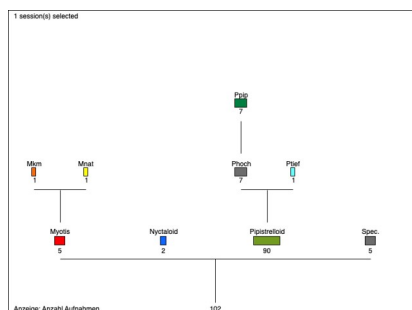 1 session(s) selected
Ppip
7
Mkm Mnat Phoch Ptief
1 1 7 1
Myotis Nyctaloid Pipistrelloid Spec.
5 2 90 5
Anzeige: Anzahl Aufnahmen 102